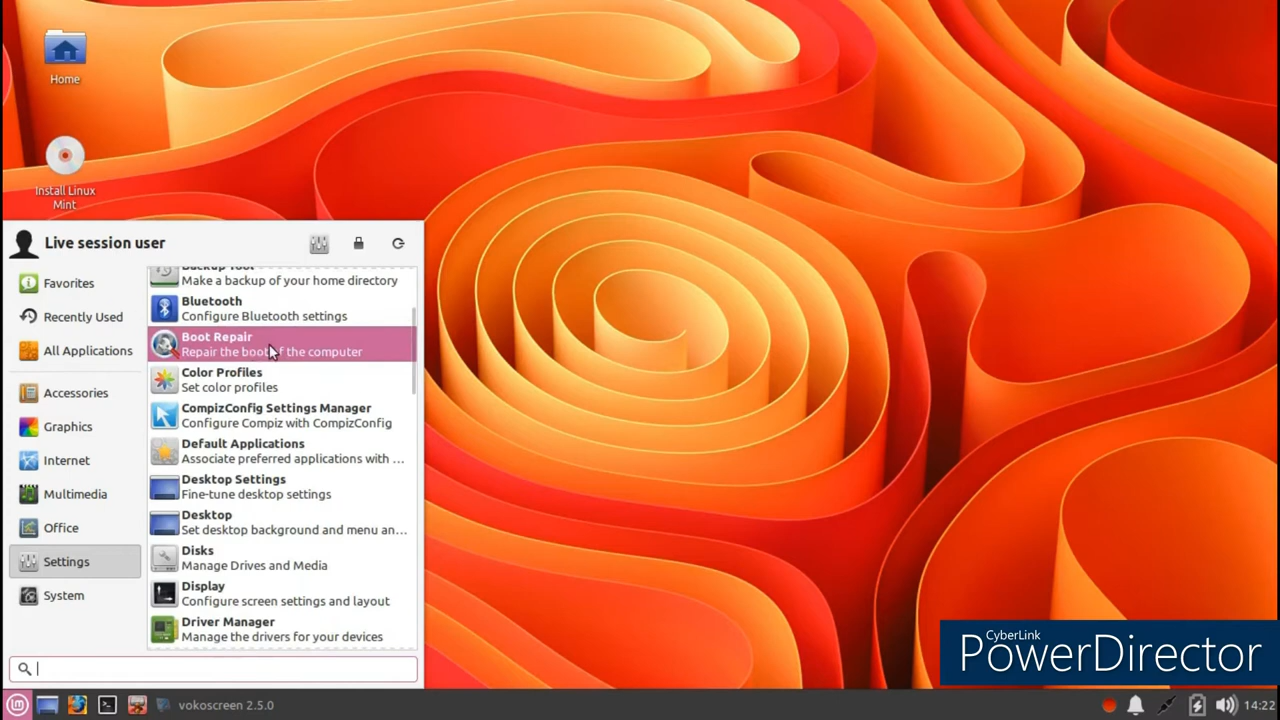 Home
Install Linux
Mint
Live session user
Favorites
Recently Used
All Applications
Accessories
Graphics
Internet
Multimedia
Office
Settings
System
Backup Tool
Make a backup of your home directory
Bluetooth
Configure Bluetooth settings
Boot Repair
Repair the boot of the computer
Color Profiles
Set color profiles
CompizConfig Settings Manager
Configure Compiz with CompizConfig
Default Applications
Associate preferred applications with ...
Desktop Settings
Fine-tune desktop settings
Desktop
Set desktop background and menu an...
Disks
Manage Drives and Media
Display
Configure screen settings and layout
Driver Manager
Manage the drivers for your devices
vokoscreen 2.5.0
14:22
CyberLink
PowerDirector